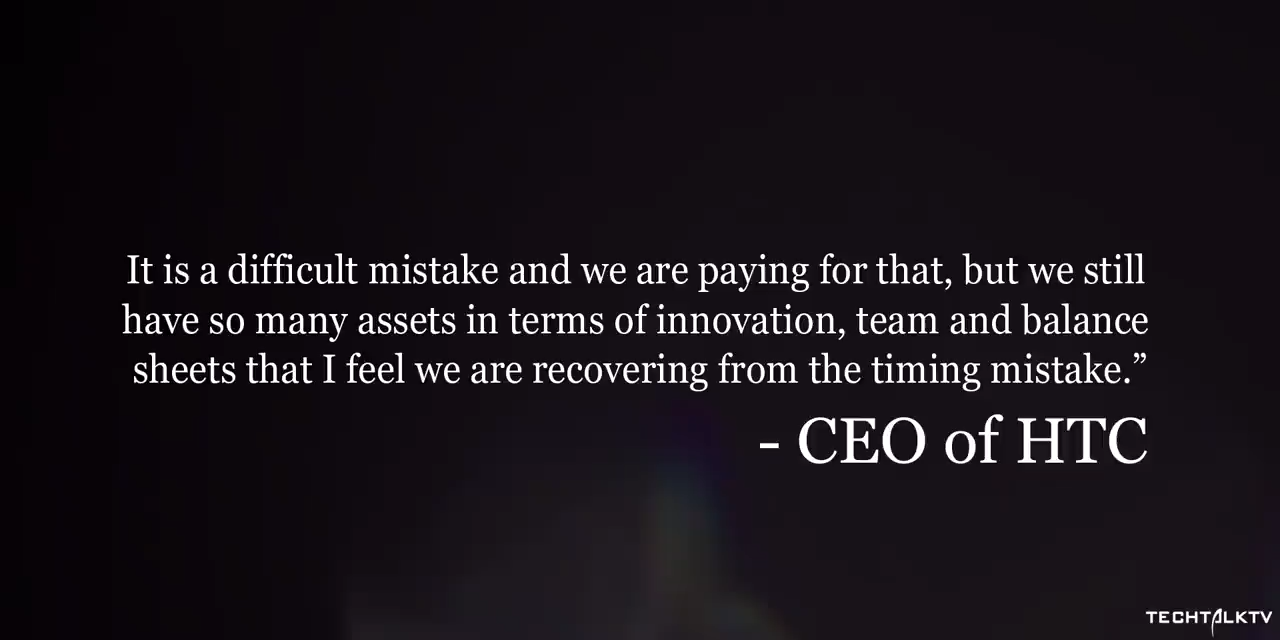 It is a difficult mistake and we are paying for that, but we still
have so many assets in terms of innovation, team and balance
sheets that I feel we are recovering from the timing mistake.”
- CEO of HTC
TECHTALKTV